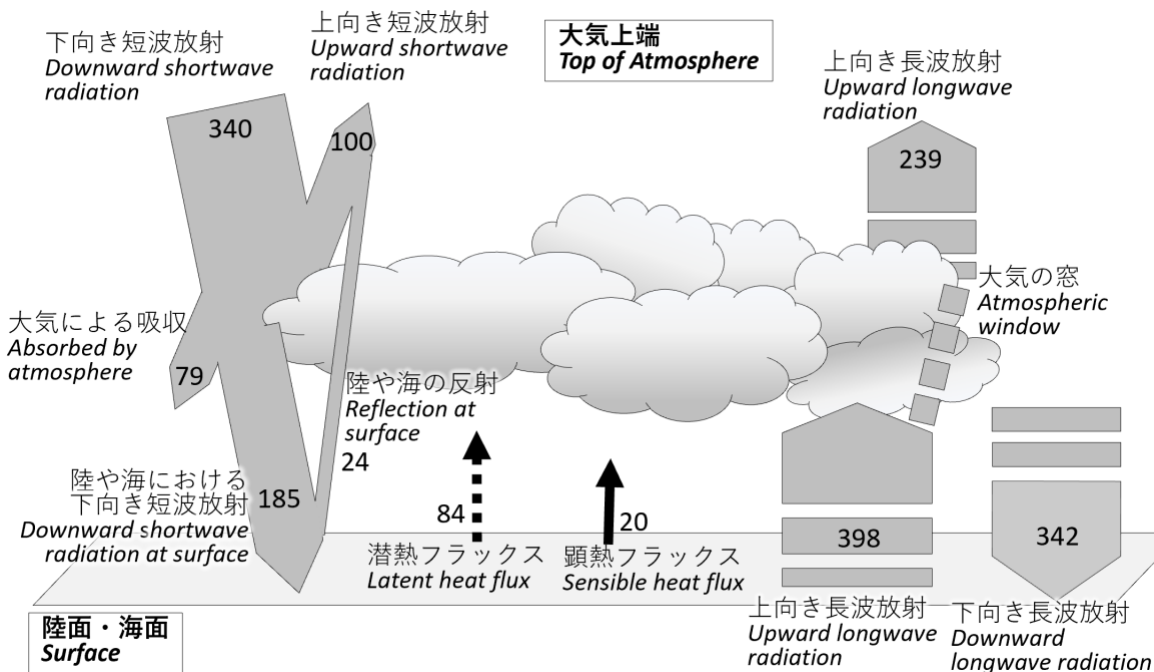 下向き短波放射
Downward shortwave
radiation
340
上向き短波放射
Upward shortwave
radiation
100
大気上端
Top of Atmosphere
上向き長波放射
Upward longwave
radiation
239
大気の窓
Atmospheric
window
大気による吸収
Absorbed by
atmosphere
79
陸や海の反射
Reflection at
surface
24
陸や海における
下向き短波放射
Downward shortwave
radiation at surface
185
84
潜熱フラックス
Latent heat flux
20
顕熱フラックス
Sensible heat flux
398
上向き長波放射
Upward longwave
radiation
342
下向き長波放射
Downward
longwave radiation
陸面・海面
Surface